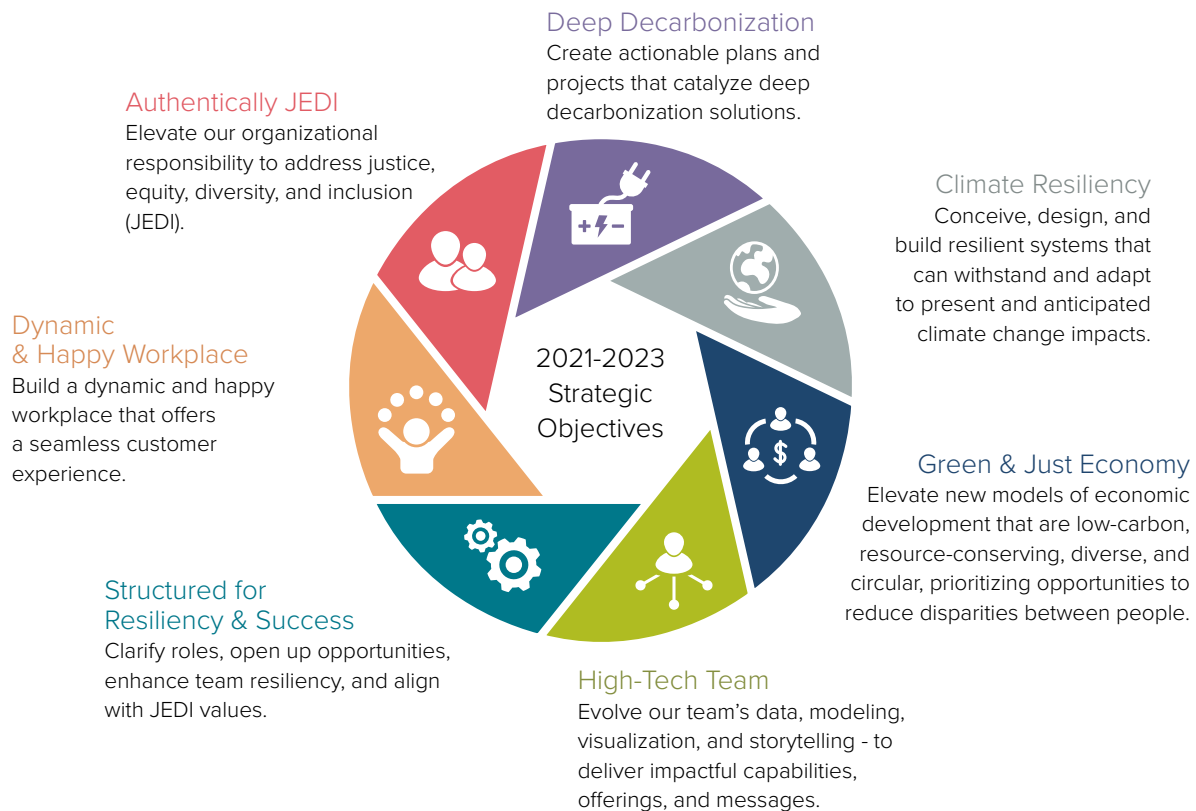 Deep Decarbonization
Create actionable plans and
projects that catalyze deep
decarbonization solutions.
Authentically JEDI
Elevate our organizational
responsibility to address justice,
equity, diversity, and inclusion
(JEDI).
Climate Resiliency
Conceive, design, and
build resilient systems that
can withstand and adapt
to present and anticipated
climate change impacts.
Dynamic
& Happy Workplace
Build a dynamic and happy
workplace that offers
a seamless customer
experience.
2021-2023
Strategic
Objectives
$
Green & Just Economy
Elevate new models of economic
development that are low-carbon,
resource-conserving, diverse, and
circular, prioritizing opportunities to
reduce disparities between people.
Structured for
Resiliency & Success
Clarify roles, open up opportunities,
enhance team resiliency, and align
with JEDI values.
High-Tech Team
Evolve our team's data, modeling,
visualization, and storytelling - to
deliver impactful capabilities,
offerings, and messages.